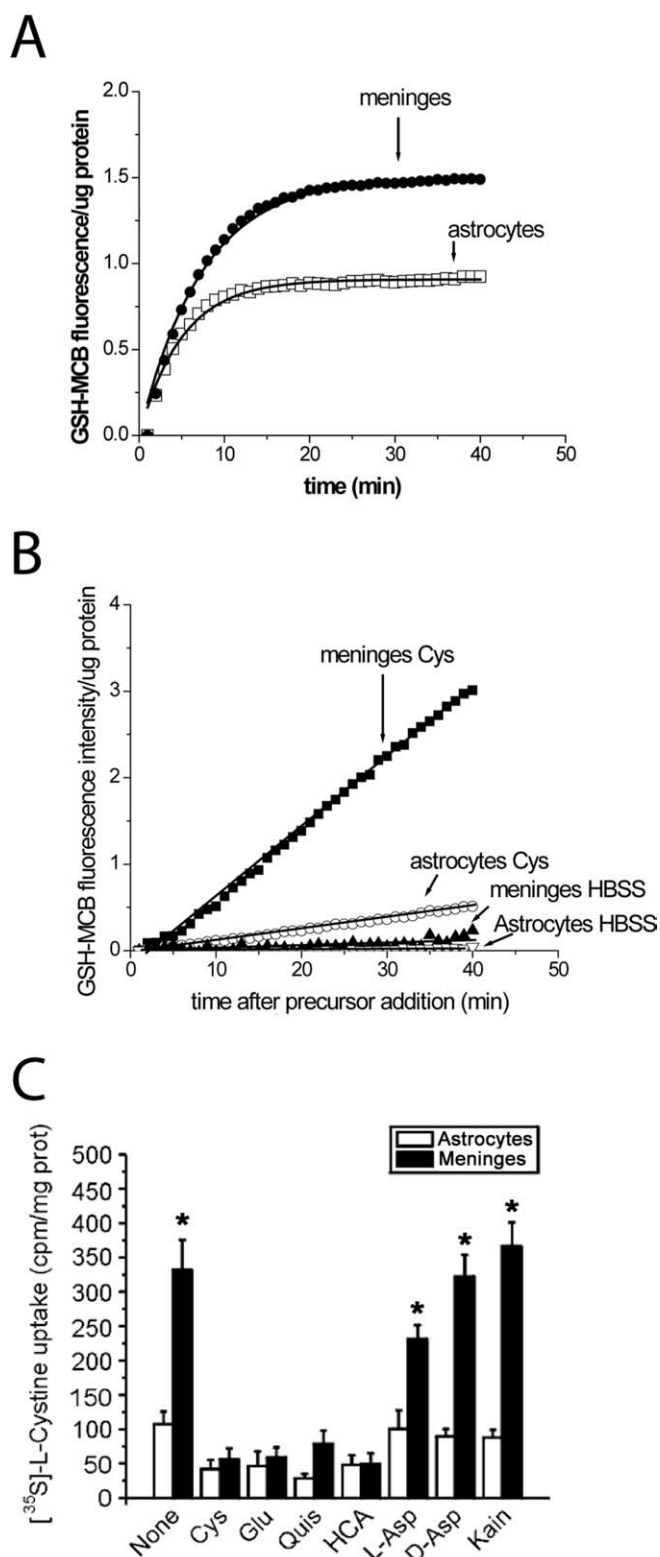 A
GSH-MCB fluorescence/ug protein
2.0
1.5
1.0
0.5
0.0
meninges
astrocytes
0 10 20 30 40 50
time (min)
B
GSH-MCB fluorescence intensity/ug protein
4
3
2
1
0
meninges Cys
astrocytes Cys
meninges HBSS
Astrocytes HBSS
0 10 20 30 40 50
time after precursor addition (min)
C
[35S]-L-Cystine uptake (cpm/mg prot)
500
450
400
350
300
250
200
150
100
50
0
Astrocytes
Meninges
* * * *
None Cys Glu Quis HCA L-Asp D-Asp Kain